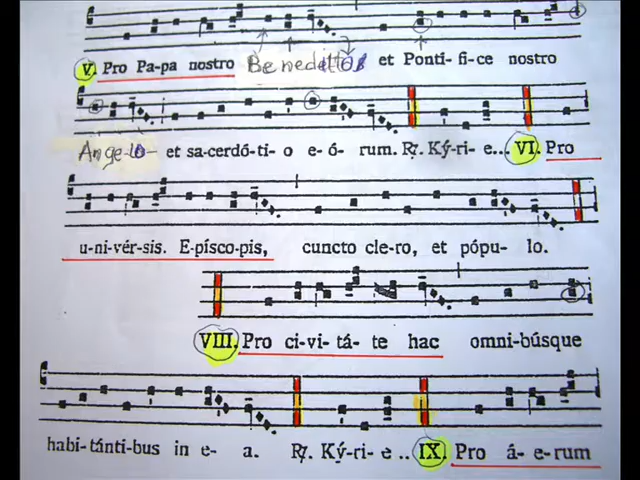 V. Pro Pa-pa nostro Benedictus et Ponti-fi-ce nostro
Angelo et sa-cerdó-ti-o e-ó-rum. R. Ký-ri-e... VI. Pro
u-ni-vér-sis. E-písco-pis, cuncto cle-ro, et pópu-lo.
VIII. Pro ci-vi-tá-te hac omni-búsque
habi-tánti-bus in e-a. R. Ký-ri-e .. IX. Pro á-e-rum